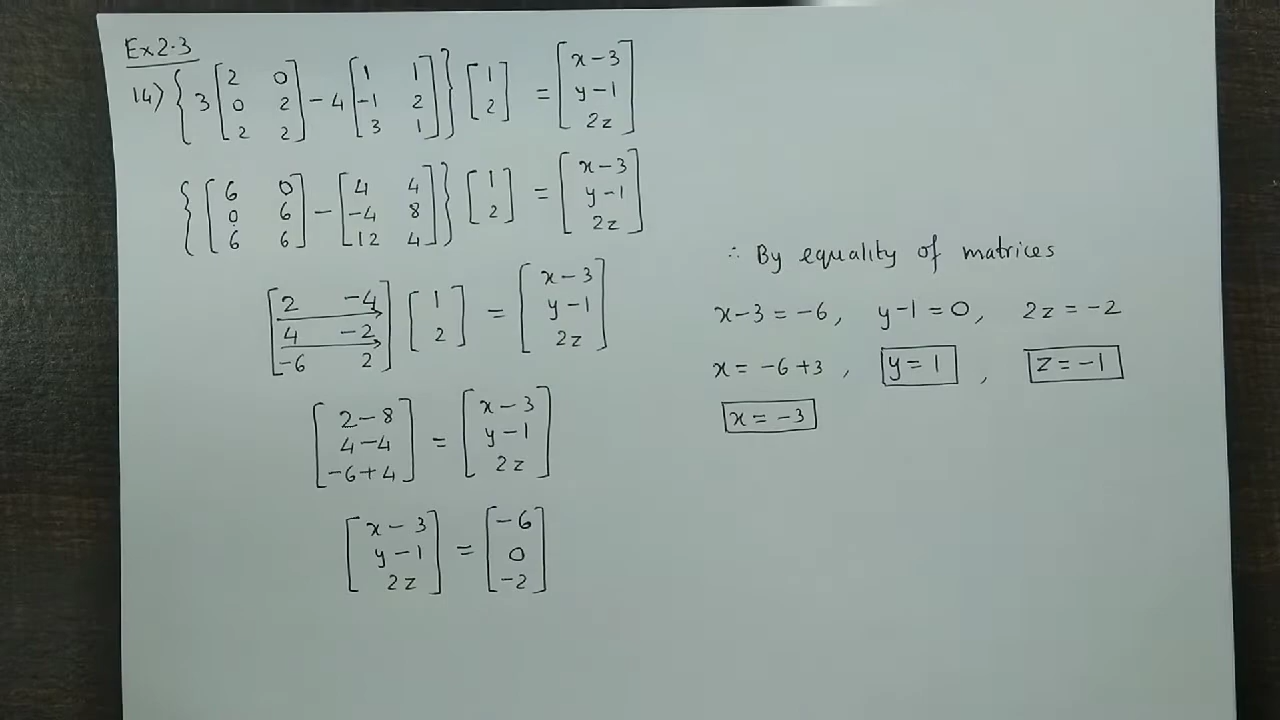 Ex 2.3
14) { 3 [2 0; 0 2; 2 2] - 4 [1 1; -1 2; 3 1] } [1; 2] = [x-3; y-1; 2z]
{ [6 0; 0 6; 6 6] - [4 4; -4 8; 12 4] } [1; 2] = [x-3; y-1; 2z]
[2 -4; 4 -2; -6 2] [1; 2] = [x-3; y-1; 2z]
[2-8; 4-4; -6+4] = [x-3; y-1; 2z]
[x-3; y-1; 2z] = [-6; 0; -2]
∴ By equality of matrices
x-3 = -6, y-1 = 0, 2z = -2
x = -6+3, y = 1, z = -1
x = -3